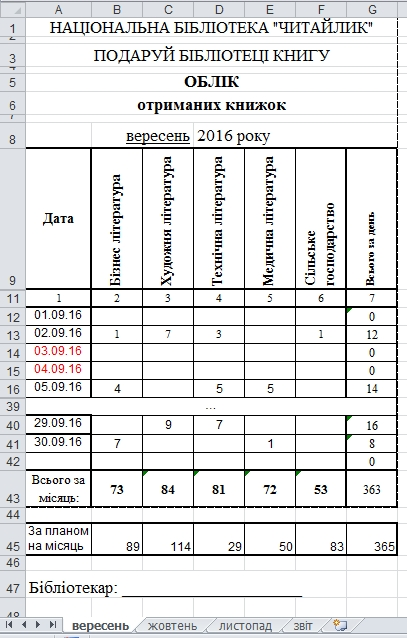 A B C D E F G
1 НАЦІОНАЛЬНА БІБЛІОТЕКА "ЧИТАЙЛИК"
2
3 ПОДАРУЙ БІБЛІОТЕЦІ КНИГУ
4
5 ОБЛІК
6 отриманих книжок
7
8 вересень 2016 року
9 Дата Бізнес література Художня література Технічна література Медична література Сільське господарство Всього за день
11 1 2 3 4 5 6 7
12 01.09.16 0
13 02.09.16 1 7 3 1 12
14 03.09.16 0
15 04.09.16 0
16 05.09.16 4 5 5 14
39 ...
40 29.09.16 9 7 16
41 30.09.16 7 1 8
42 0
43 Всього за місяць: 73 84 81 72 53 363
44
45 За планом на місяць 89 114 29 50 83 365
46
47 Бібліотекар: ____________________
48
вересень жовтень листопад звіт